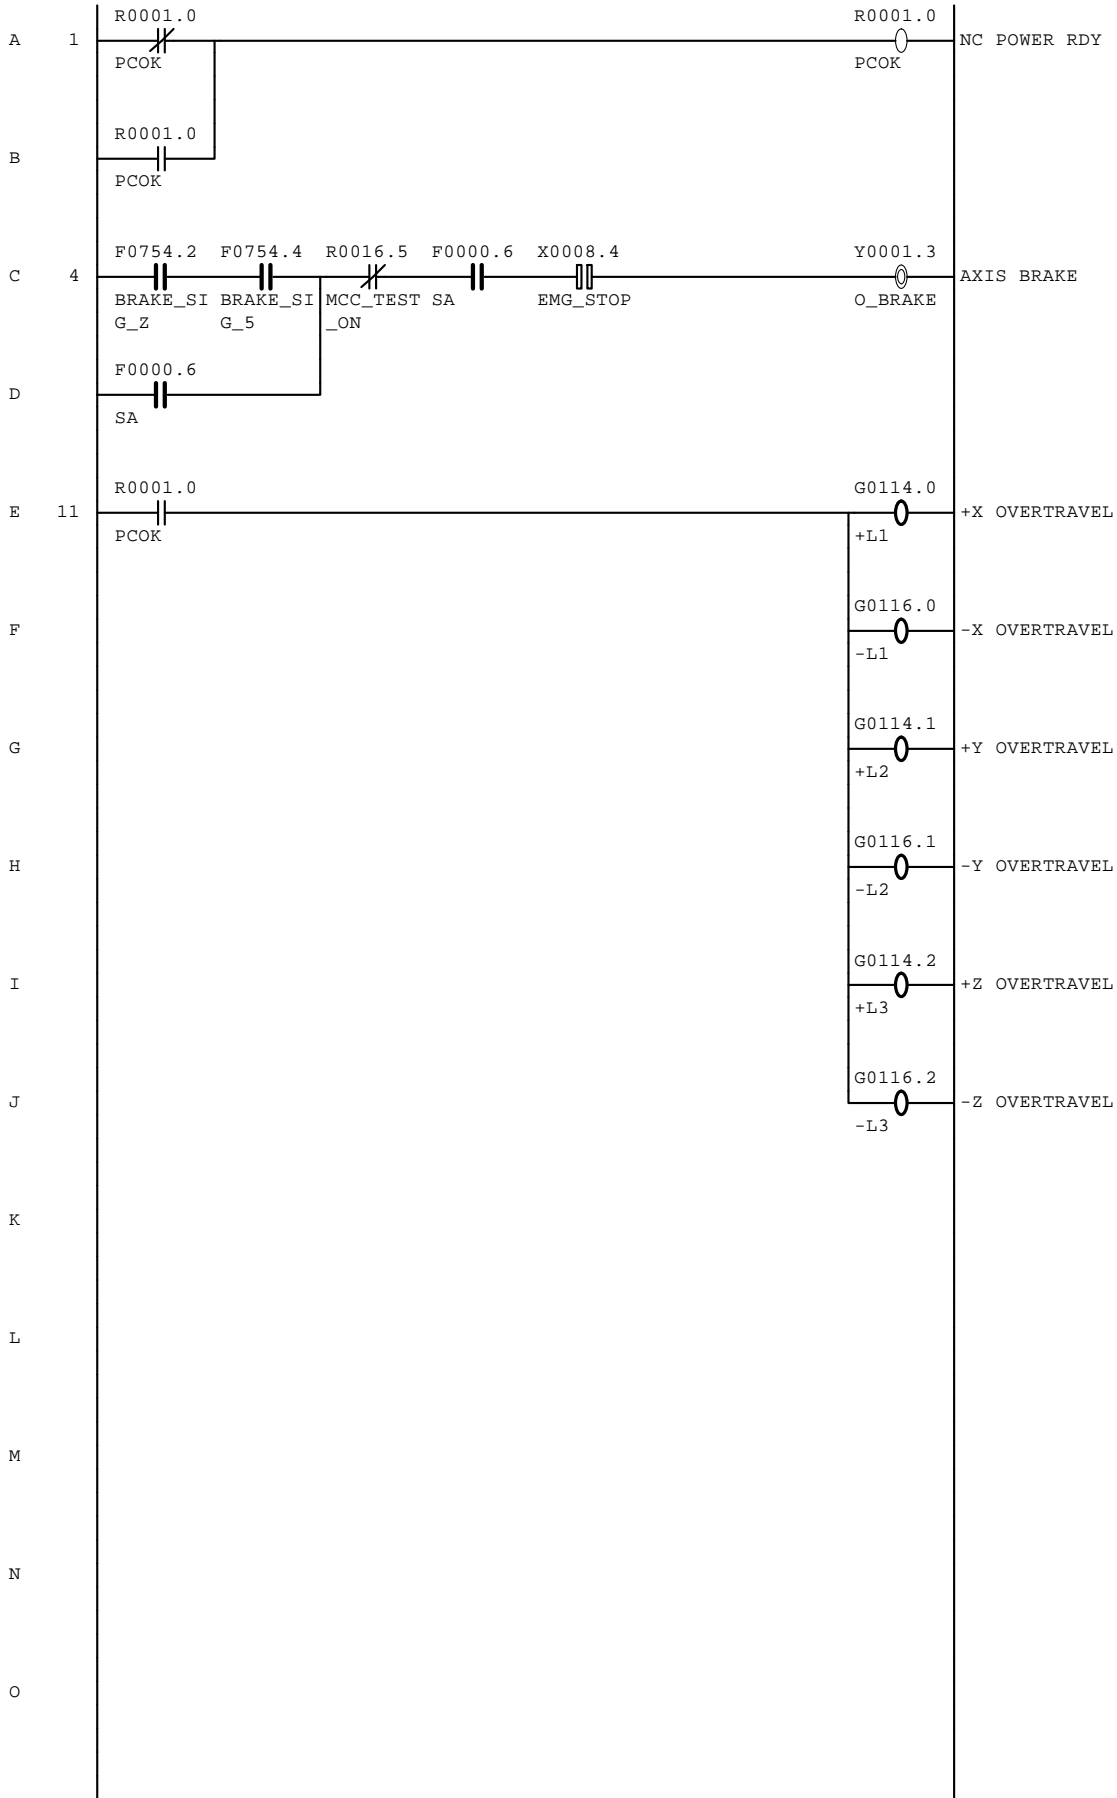 R0001.0 R0001.0
A 1 NC POWER RDY
PCOK PCOK
R0001.0
B
PCOK
F0754.2 F0754.4 R0016.5 F0000.6 X0008.4 Y0001.3
C 4 AXIS BRAKE
BRAKE_SI BRAKE_SI MCC_TEST SA EMG_STOP O_BRAKE
G_Z G_5 _ON
F0000.6
D
SA
R0001.0 G0114.0
E 11 +X OVERTRAVEL
PCOK +L1
G0116.0
F -X OVERTRAVEL
-L1
G0114.1
G +Y OVERTRAVEL
+L2
G0116.1
H -Y OVERTRAVEL
-L2
G0114.2
I +Z OVERTRAVEL
+L3
G0116.2
J -Z OVERTRAVEL
-L3
K
L
M
N
O